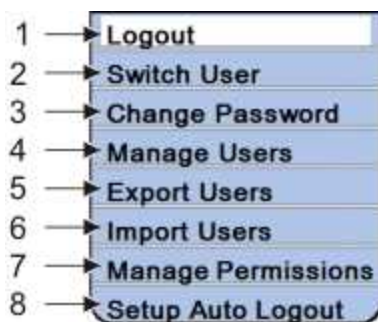 1 Logout
2 Switch User
3 Change Password
4 Manage Users
5 Export Users
6 Import Users
7 Manage Permissions
8 Setup Auto Logout